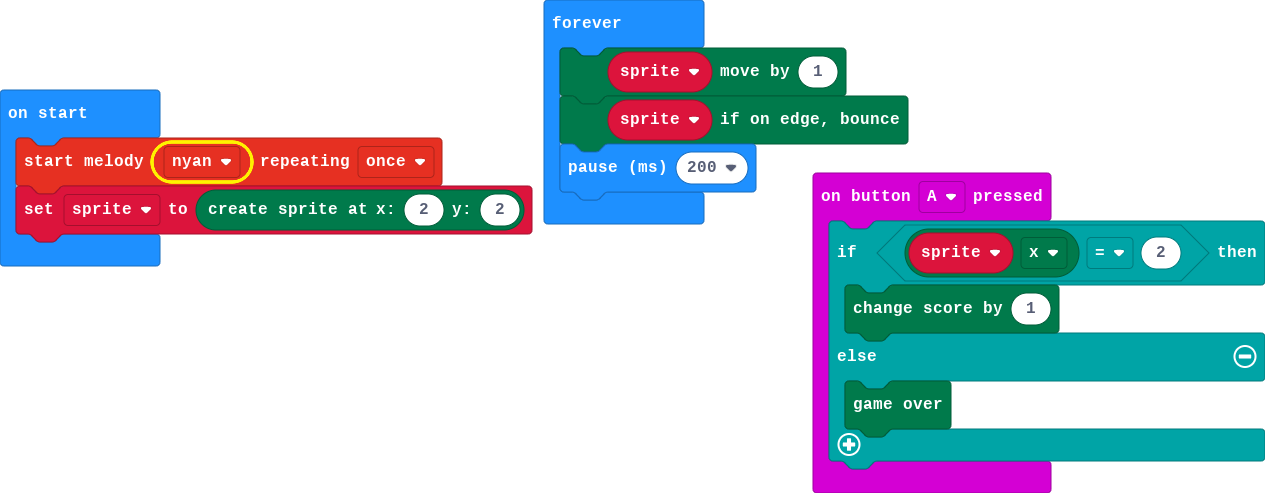 on start
start melody nyan repeating once
set sprite to create sprite at x: 2 y: 2
forever
sprite move by 1
sprite if on edge, bounce
pause (ms) 200
on button A pressed
if sprite x = 2 then
change score by 1
else
game over